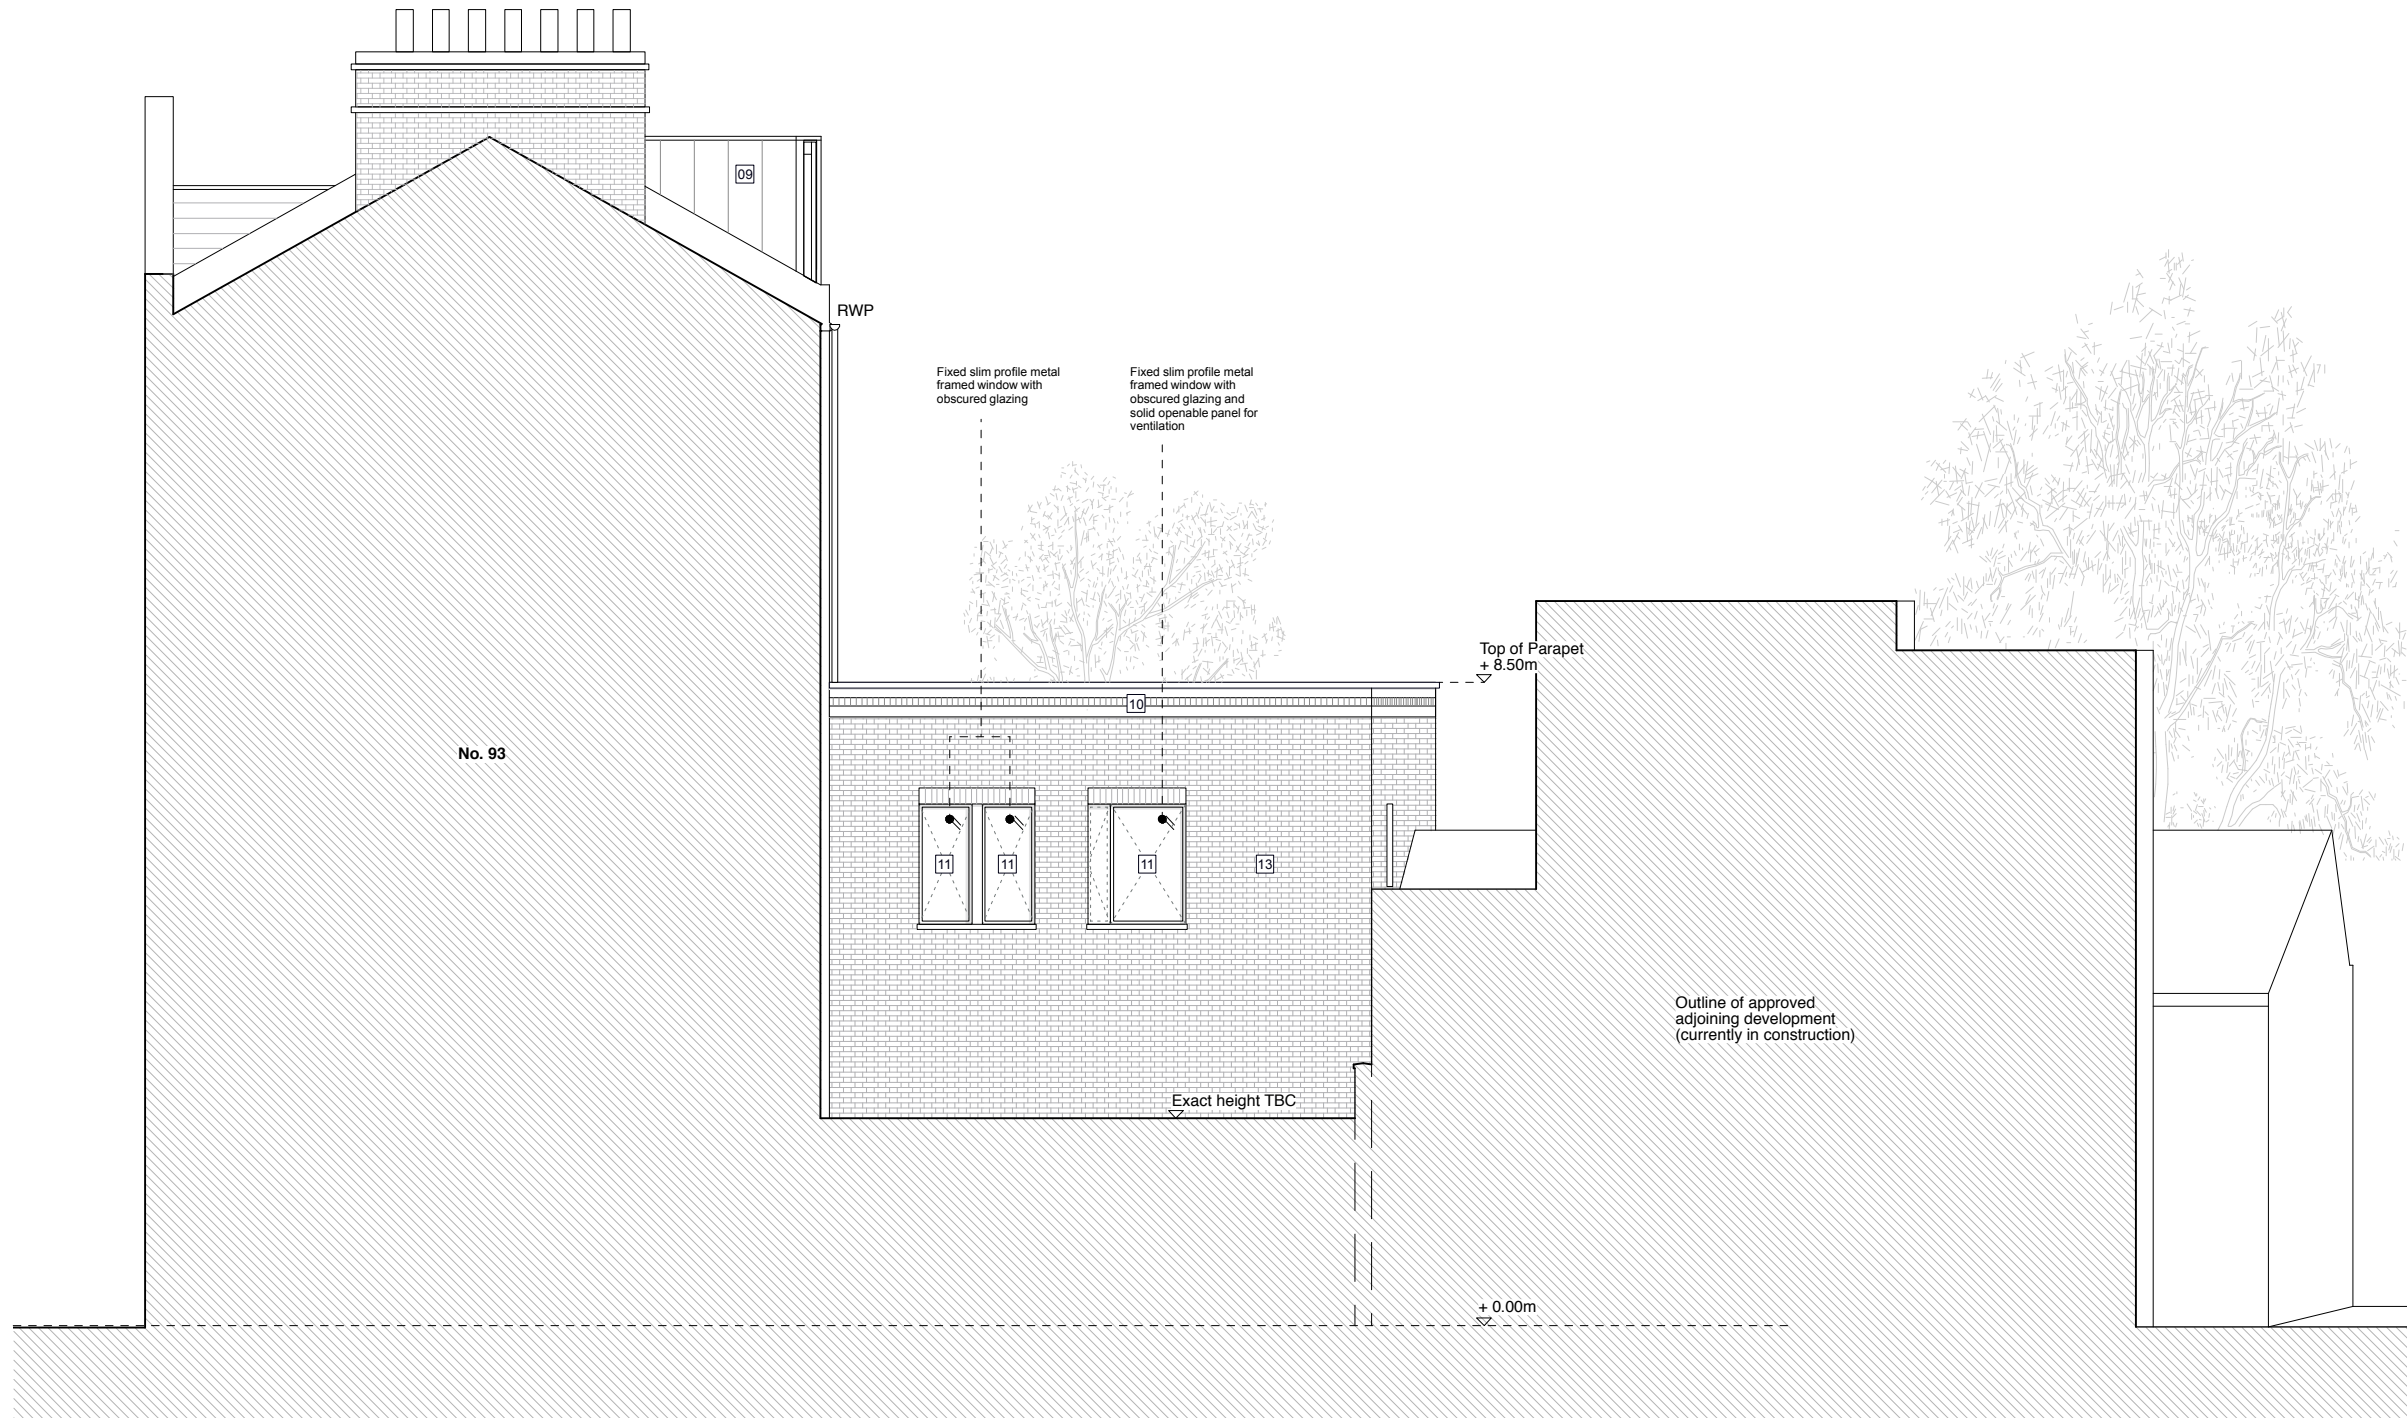 09
RWP
Fixed slim profile metal
framed window with
obscured glazing
Fixed slim profile metal
framed window with
obscured glazing and
solid openable panel for
ventilation
Top of Parapet
+ 8.50m
10
No. 93
11
11
11
13
Outline of approved
adjoining development
(currently in construction)
Exact height TBC
+ 0.00m